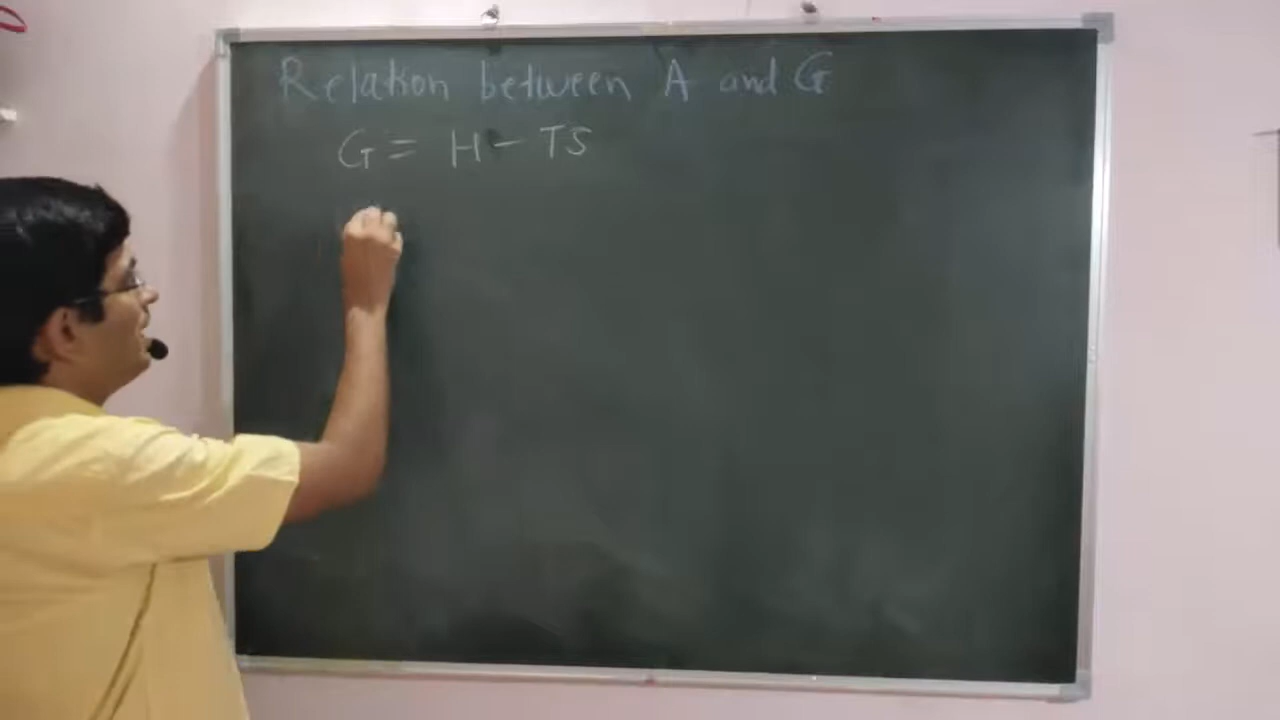 Relation between A and G
G = H - TS